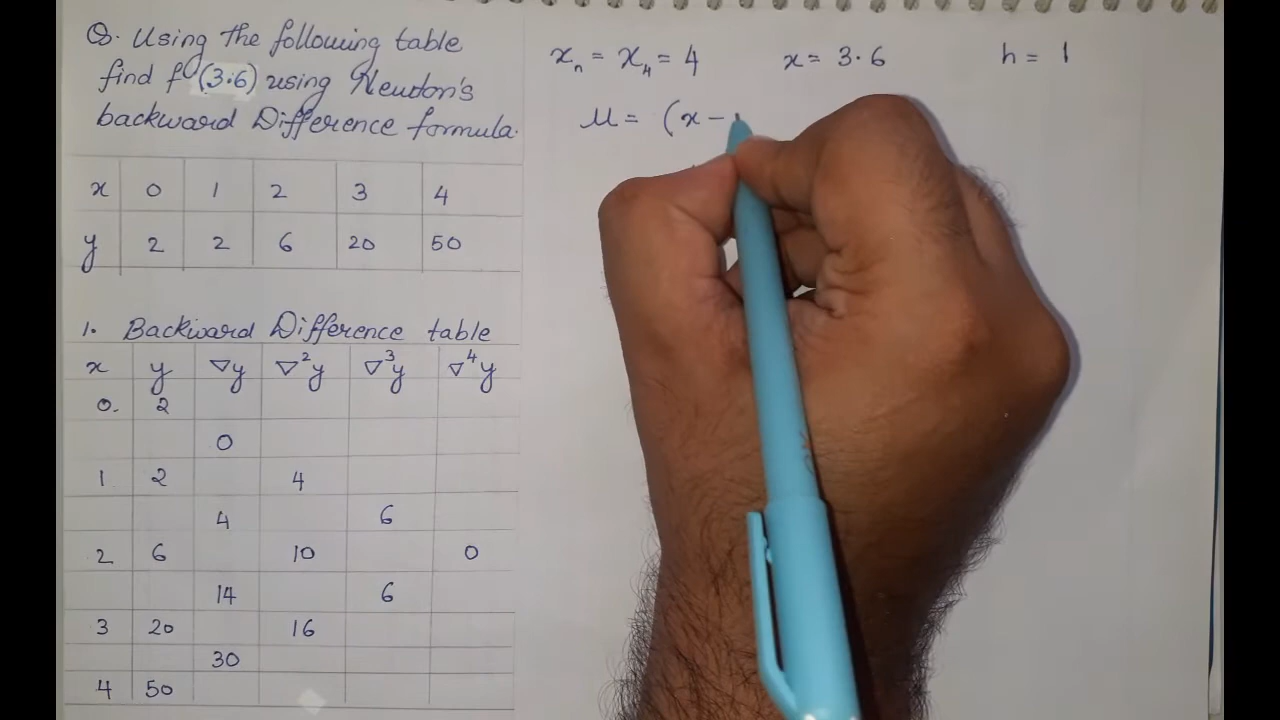 Q. Using the following table
find f (3.6) using Newton's
backward Difference formula.
x 0 1 2 3 4
y 2 2 6 20 50
1. Backward Difference table
x y ∇y ∇²y ∇³y ∇⁴y
0. 2
0
1 2 4
4 6
2 6 10 0
14 6
3 20 16
30
4 50
xₙ = x₄ = 4 x = 3.6 h = 1
μ = (x -